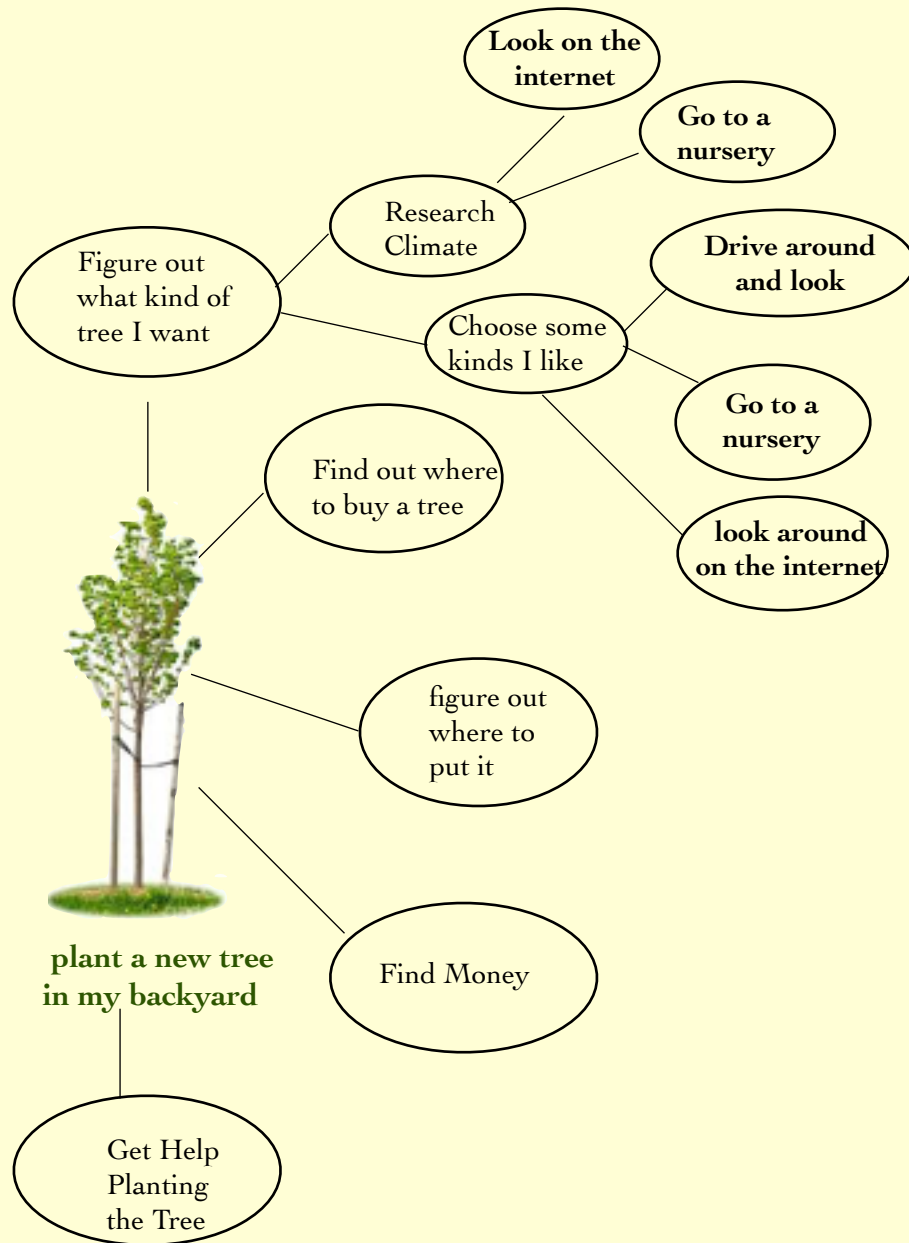 Look on the
internet
Go to a
nursery
Research
Climate
Drive around
and look
Figure out
what kind of
tree I want
Choose some
kinds I like
Go to a
nursery
Find out where
to buy a tree
look around
on the internet
figure out
where to
put it
plant a new tree
in my backyard
Find Money
Get Help
Planting
the Tree